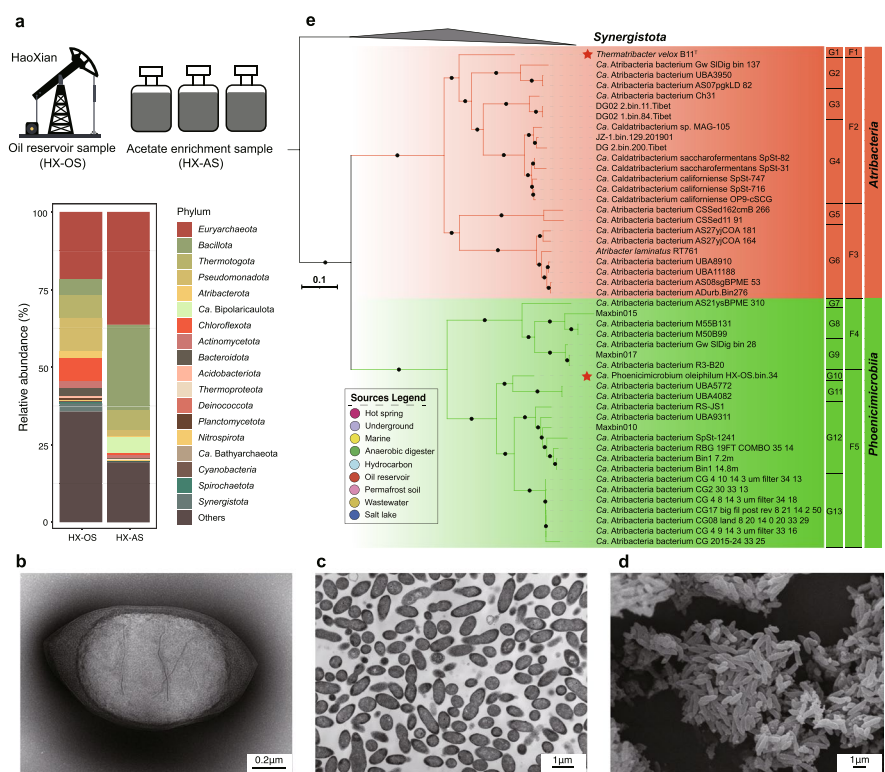 a
HaoXian
Oil reservoir sample
(HX-OS)
Acetate enrichment sample
(HX-AS)
Relative abundance (%)
100
75
50
25
0
HX-OS
HX-AS
Phylum
Euryarchaeota
Bacillota
Thermotogota
Pseudomonadota
Atribacterota
Ca. Bipolaricaulota
Chloroflexota
Actinomycetota
Bacteroidota
Acidobacteriota
Thermoproteota
Deinococcota
Planctomycetota
Nitrospirota
Ca. Bathyarchaeota
Cyanobacteria
Spirochaetota
Synergistota
Others
e
Synergistota
Thermatribacter velox B11ᵀ
Ca. Atribacteria bacterium Gw SlDig bin 137
Ca. Atribacteria bacterium UBA3950
Ca. Atribacteria bacterium AS07pgkLD 82
Ca. Atribacteria bacterium Ch31
DG02 2.bin.11.Tibet
DG02 1.bin.84.Tibet
Ca. Caldatribacterium sp. MAG-105
JZ-1.bin.129.201901
DG 2.bin.200.Tibet
Ca. Caldatribacterium saccharofermentans SpSt-82
Ca. Caldatribacterium saccharofermentans SpSt-31
Ca. Caldatribacterium californiense SpSt-747
Ca. Caldatribacterium californiense SpSt-716
Ca. Caldatribacterium californiense OP9-cSCG
Ca. Atribacteria bacterium CSSed162cmB 266
Ca. Atribacteria bacterium CSSed11 91
Ca. Atribacteria bacterium AS27yjCOA 181
Ca. Atribacteria bacterium AS27yjCOA 164
Atribacter laminatus RT761
Ca. Atribacteria bacterium UBA8910
Ca. Atribacteria bacterium UBA11188
Ca. Atribacteria bacterium AS08sgBPME 53
Ca. Atribacteria bacterium ADurb.Bin276
Ca. Atribacteria bacterium AS21ysBPME 310
Maxbin015
Ca. Atribacteria bacterium M55B131
Ca. Atribacteria bacterium M50B99
Ca. Atribacteria bacterium Gw SlDig bin 28
Maxbin017
Ca. Atribacteria bacterium R3-B20
Ca. Phoenicimicrobium oleiphilum HX-OS.bin.34
Ca. Atribacteria bacterium UBA5772
Ca. Atribacteria bacterium UBA4082
Ca. Atribacteria bacterium RS-JS1
Ca. Atribacteria bacterium UBA9311
Maxbin010
Ca. Atribacteria bacterium SpSt-1241
Ca. Atribacteria bacterium RBG 19FT COMBO 35 14
Ca. Atribacteria bacterium Bin1 7.2m
Ca. Atribacteria bacterium Bin1 14.8m
Ca. Atribacteria bacterium CG 4 10 14 3 um filter 34 13
Ca. Atribacteria bacterium CG2 30 33 13
Ca. Atribacteria bacterium CG 4 8 14 3 um filter 34 18
Ca. Atribacteria bacterium CG17 big fil post rev 8 21 14 2 50
Ca. Atribacteria bacterium CG08 land 8 20 14 0 20 33 29
Ca. Atribacteria bacterium CG 4 9 14 3 um filter 33 16
Ca. Atribacteria bacterium CG 2015-24 33 25
G1
G2
G3
G4
G5
G6
G7
G8
G9
G10
G11
G12
G13
F1
F2
F3
F4
F5
Atribacteria
Phoenicimicrobiia
0.1
Sources Legend
Hot spring
Underground
Marine
Anaerobic digester
Hydrocarbon
Oil reservoir
Permafrost soil
Wastewater
Salt lake
b
0.2μm
c
1μm
d
1μm